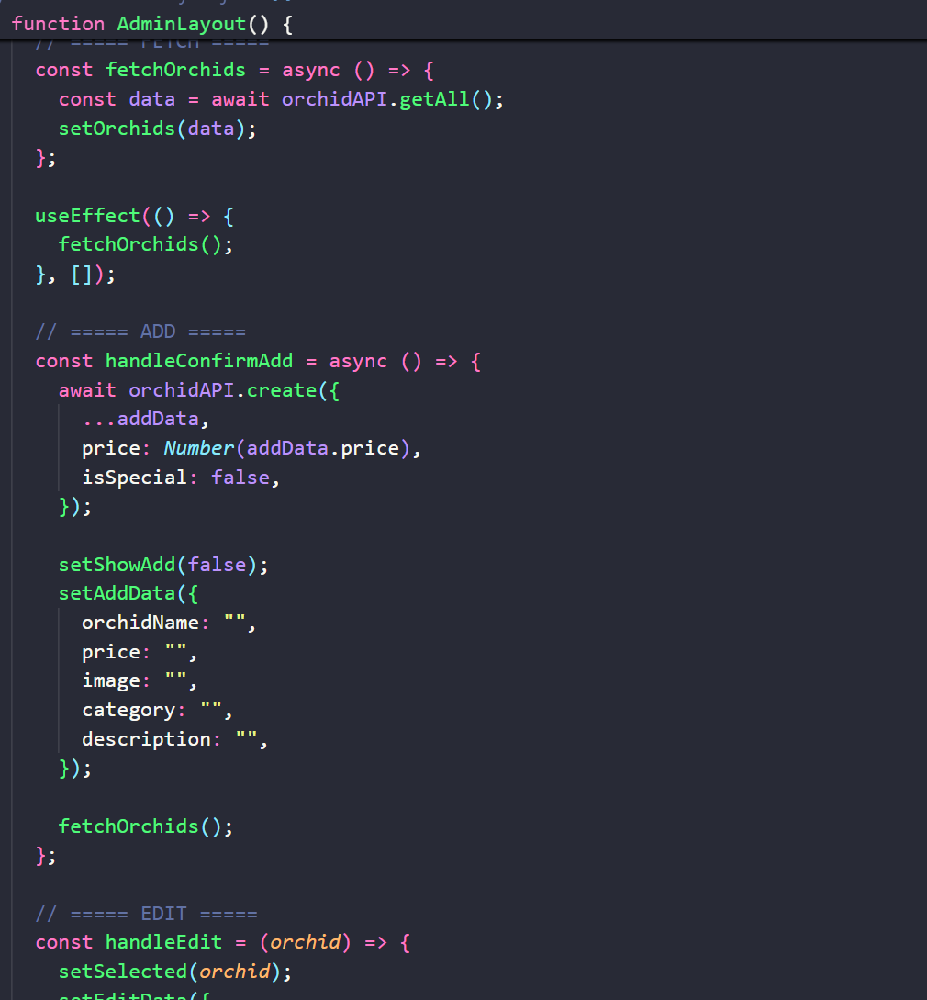 function AdminLayout() {
// ===== FETCH =====
const fetchOrchids = async () => {
const data = await orchidAPI.getAll();
setOrchids(data);
};
useEffect(() => {
fetchOrchids();
}, []);
// ===== ADD =====
const handleConfirmAdd = async () => {
await orchidAPI.create({
...addData,
price: Number(addData.price),
isSpecial: false,
});
setShowAdd(false);
setAddData({
orchidName: "",
price: "",
image: "",
category: "",
description: "",
});
fetchOrchids();
};
// ===== EDIT =====
const handleEdit = (orchid) => {
setSelected(orchid);
setEditData({